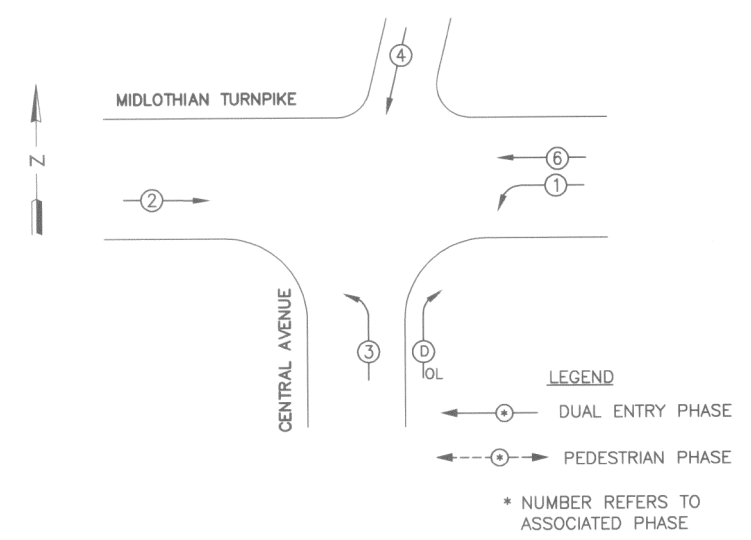 4
MIDLOTHIAN TURNPIKE
N
6
1
2
CENTRAL AVENUE
3
D
OL
LEGEND
* DUAL ENTRY PHASE
* PEDESTRIAN PHASE
* NUMBER REFERS TO
ASSOCIATED PHASE